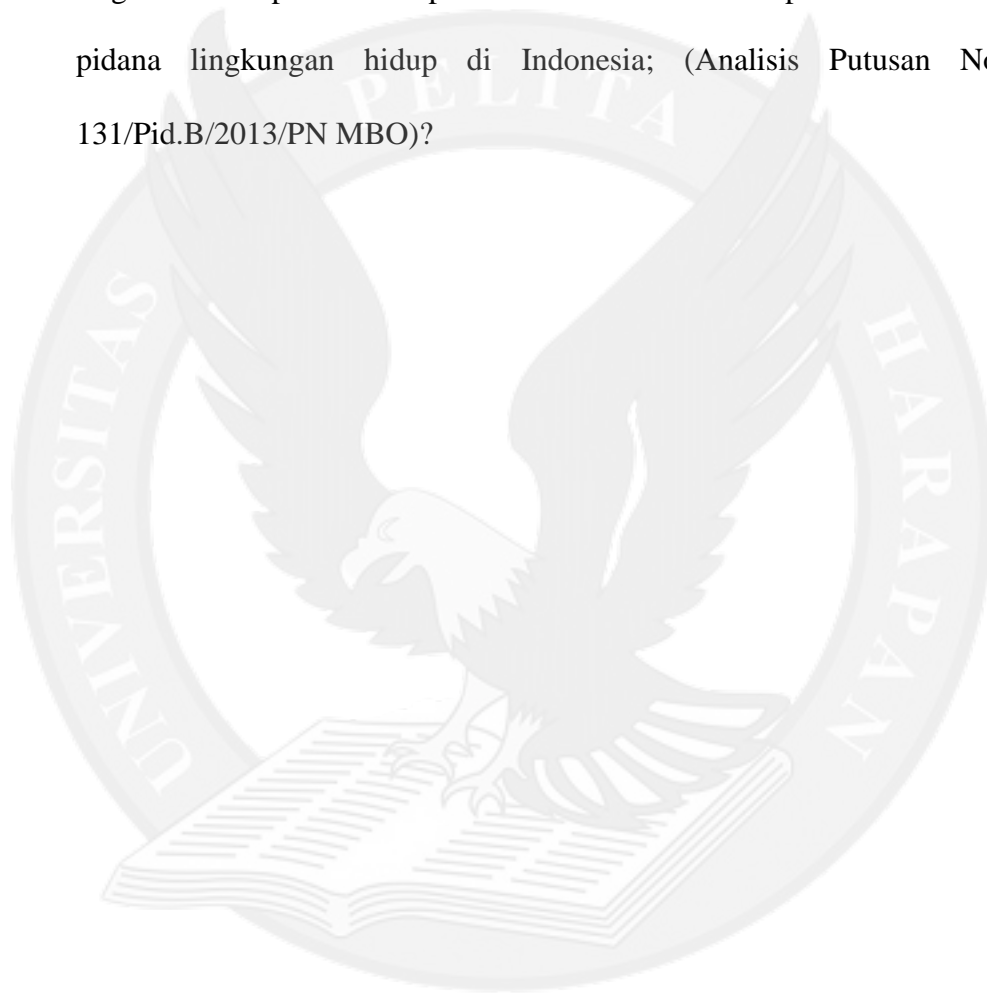 pidana lingkungan hidup di Indonesia; (Analisis Putusan No
131/Pid.B/2013/PN MBO)?
UNIVERSITAS
PELITA
HARAPAN